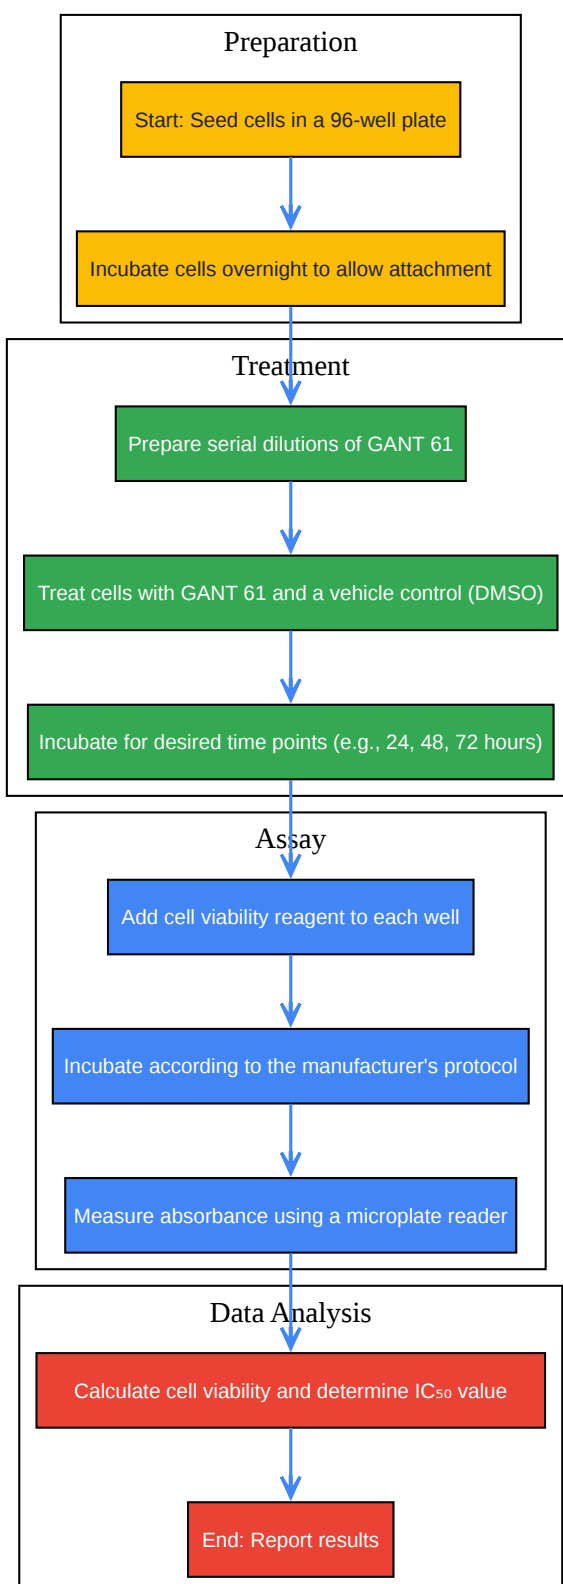 Preparation
Start: Seed cells in a 96-well plate
Incubate cells overnight to allow attachment
Treatment
Prepare serial dilutions of GANT 61
Treat cells with GANT 61 and a vehicle control (DMSO)
Incubate for desired time points (e.g., 24, 48, 72 hours)
Assay
Add cell viability reagent to each well
Incubate according to the manufacturer's protocol
Measure absorbance using a microplate reader
Data Analysis
Calculate cell viability and determine IC₅₀ value
End: Report results